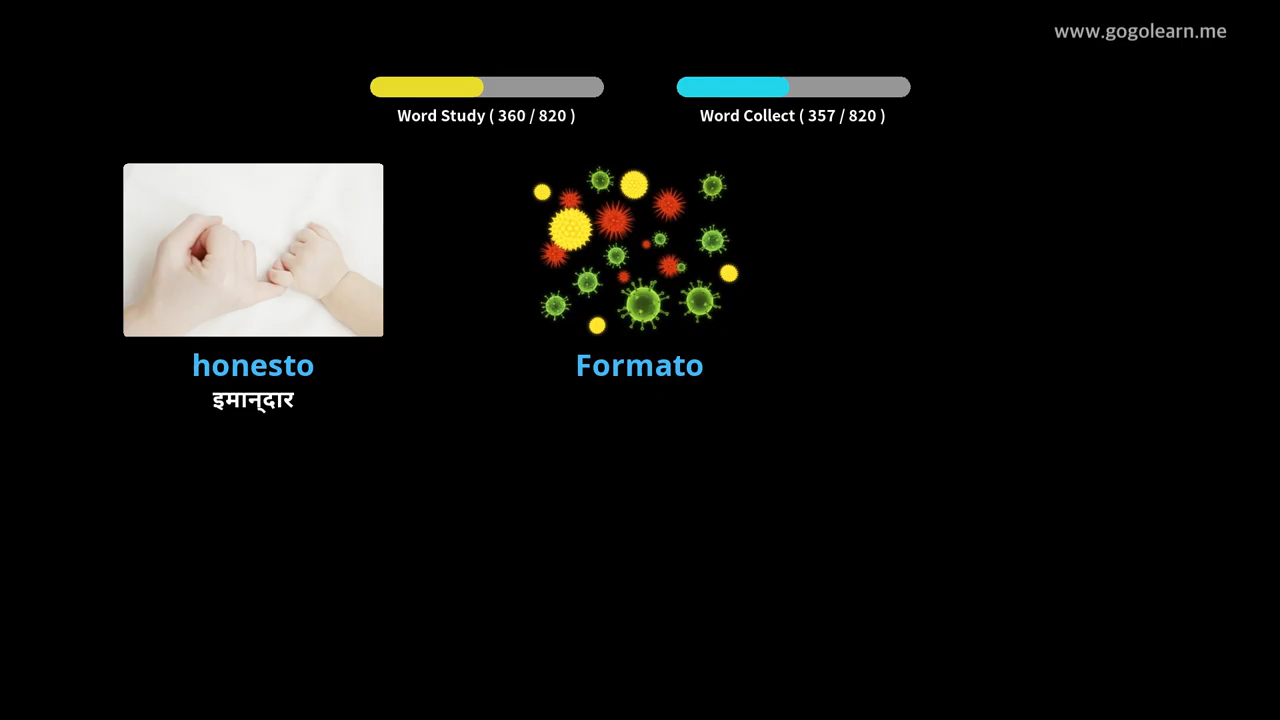 www.gogolearn.me
Word Study ( 360 / 820 )
Word Collect ( 357 / 820 )
honesto
Formato
इमान्‌दार